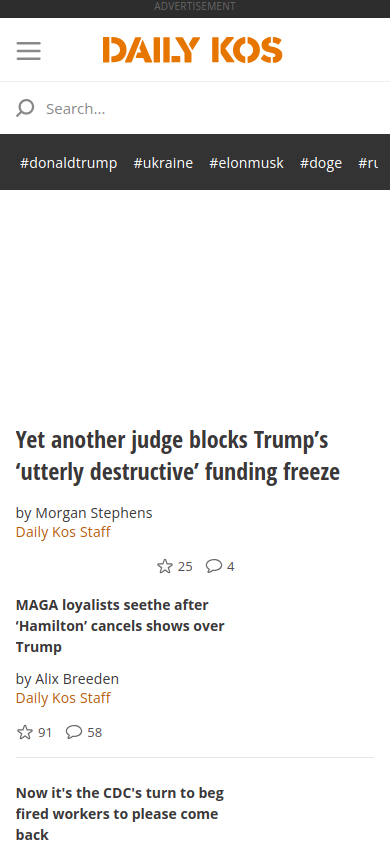 ADVERTISEMENT
DAILY KOS
Search...
#donaldtrump #ukraine #elonmusk #doge
Yet another judge blocks Trump’s
‘utterly destructive’ funding freeze
by Morgan Stephens
Daily Kos Staff
25 4
MAGA loyalists seethe after
‘Hamilton’ cancels shows over
Trump
by Alix Breeden
Daily Kos Staff
91 58
Now it's the CDC's turn to beg
fired workers to please come
back